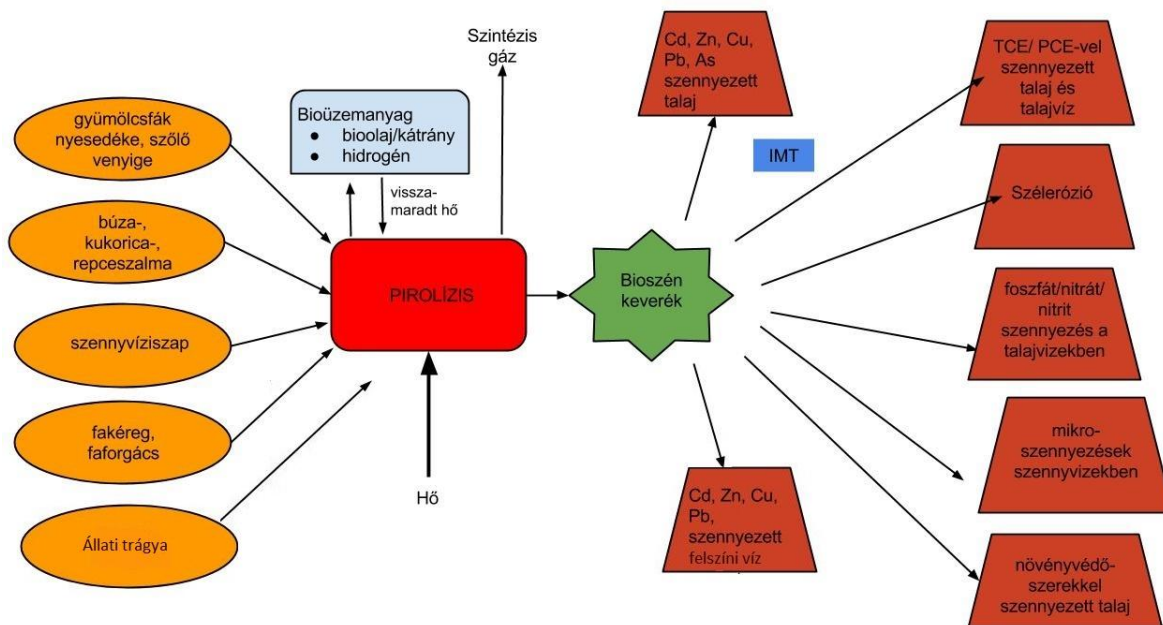 gyümölcsfák
nyesedéke, szőlő
venyige
búza-,
kukorica-,
repceszalma
szennyvíziszap
fakéreg,
faforgács
Állati trágya
Bioüzemanyag
● bioolaj/kátrány
● hidrogén
vissza-
maradt hő
Szintézis
gáz
PIROLÍZIS
Hő
Bioszén
keverék
Cd, Zn, Cu,
Pb, As
szennyezett
talaj
IMT
Cd, Zn, Cu,
Pb,
szennyezett
felszíni víz
TCE/ PCE-vel
szennyezett
talaj és
talajvíz
Szélerózió
foszfát/nitrát/
nitrit
szennyezés a
talajvizekben
mikro-
szennyezések
szennyvizekben
növényvédő-
szerekkel
szennyezett talaj